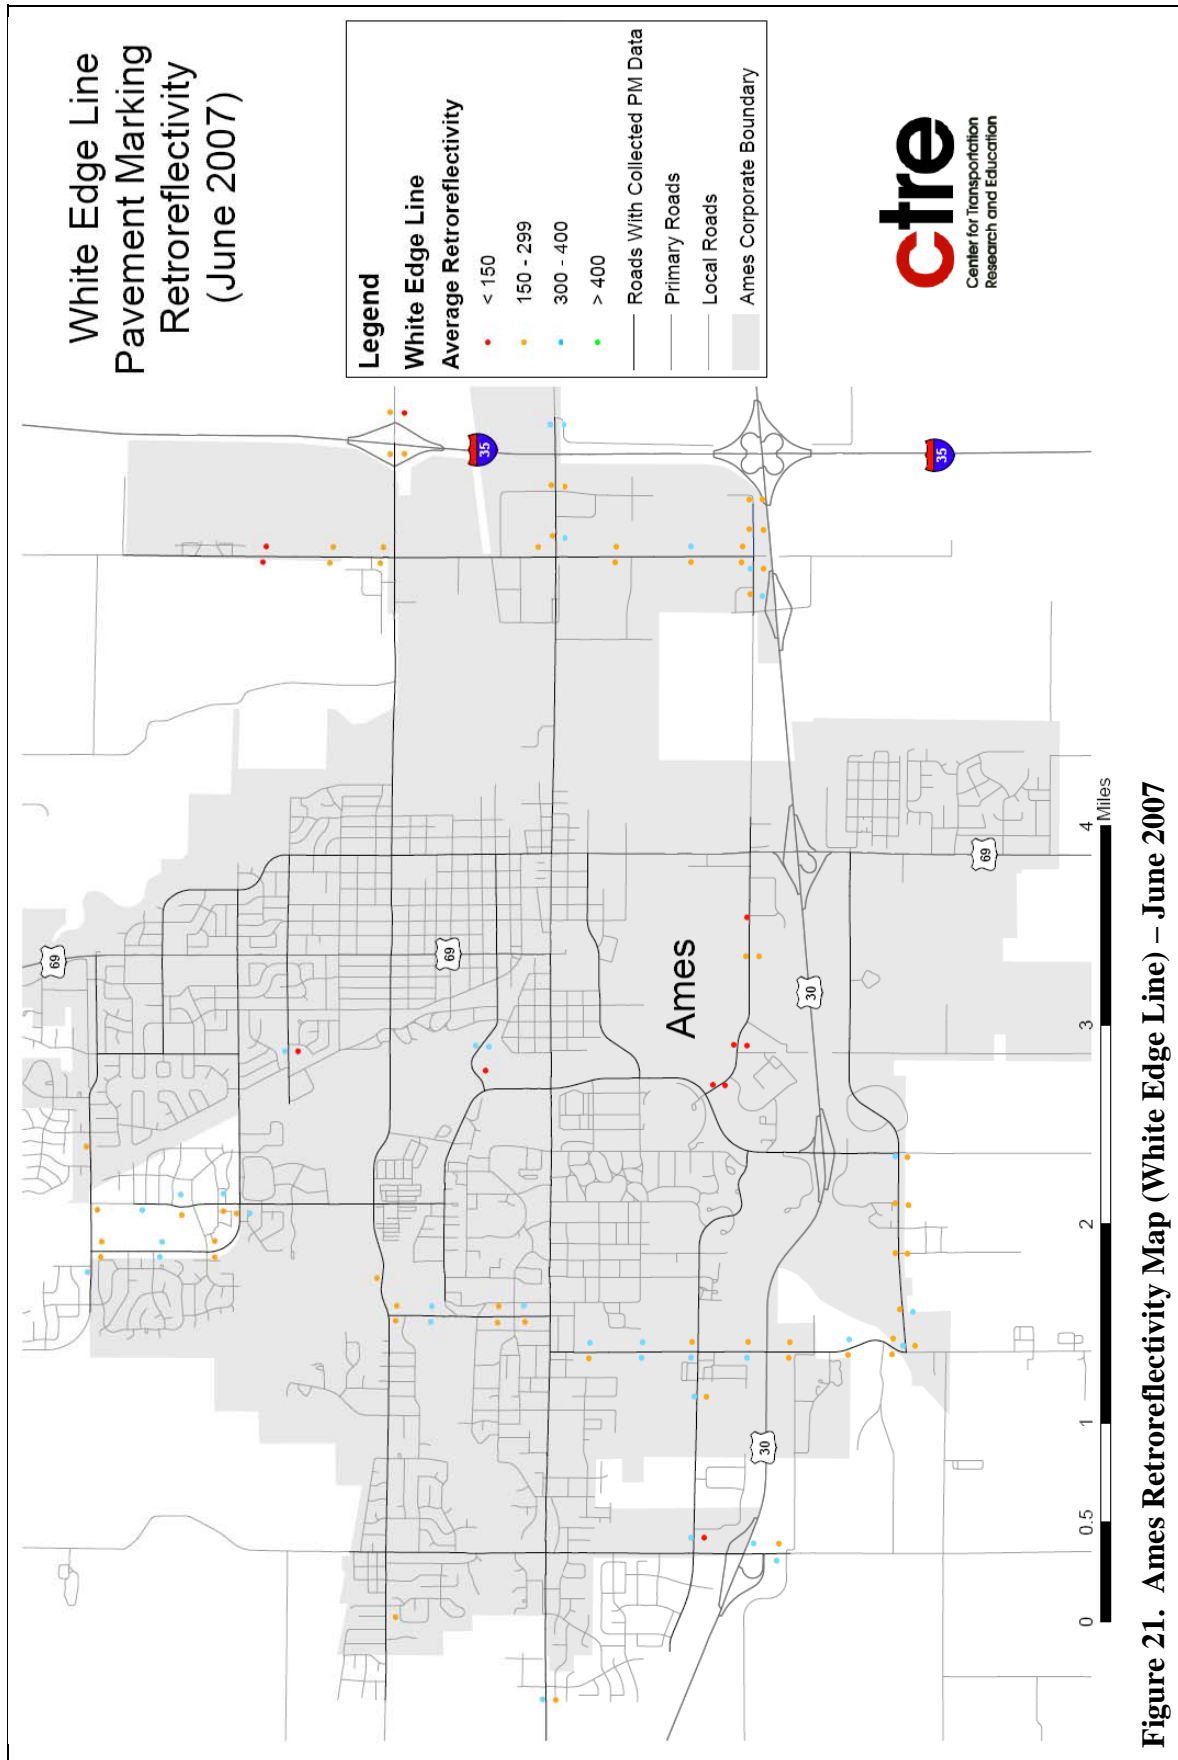 White Edge Line
Pavement Marking
Retroreflectivity
(June 2007)
Legend
White Edge Line
Average Retroreflectivity
< 150
150 - 299
300 - 400
> 400
Roads With Collected PM Data
Primary Roads
Local Roads
Ames Corporate Boundary
ctre
Center for Transportation
Research and Education
35
35
69
69
69
Ames
30
30
0 0.5 1 2 3 4
Miles
Figure 21. Ames Retroreflectivity Map (White Edge Line) – June 2007